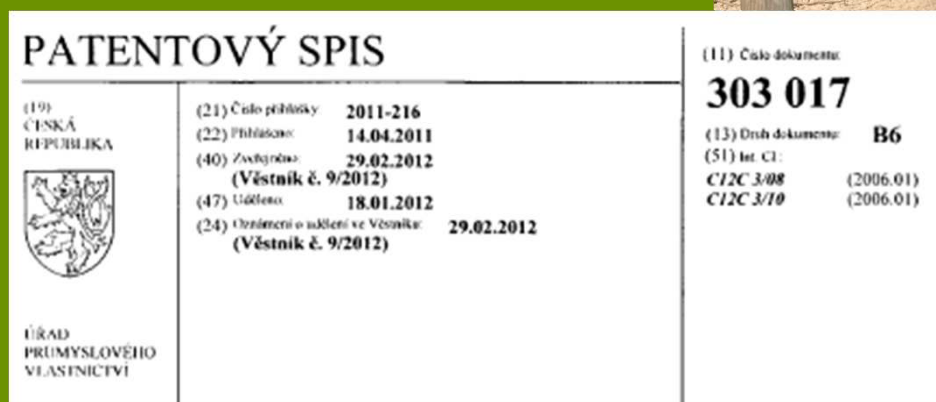 PATENTOVÝ SPIS
(19)
ČESKÁ
REPUBLIKA
ÚŘAD
PRŮMYSLOVÉHO
VLASTNICTVÍ
(21) Číslo přihlášky: 2011-216
(22) Přihlášeno: 14.04.2011
(40) Zveřejněno: 29.02.2012
(Věstník č. 9/2012)
(47) Uděleno: 18.01.2012
(24) Oznámení o udělení ve Věstníku: 29.02.2012
(Věstník č. 9/2012)
(11) Číslo dokumentu:
303 017
(13) Druh dokumentu: B6
(51) Int. Cl.:
C12C 3/08 (2006.01)
C12C 3/10 (2006.01)